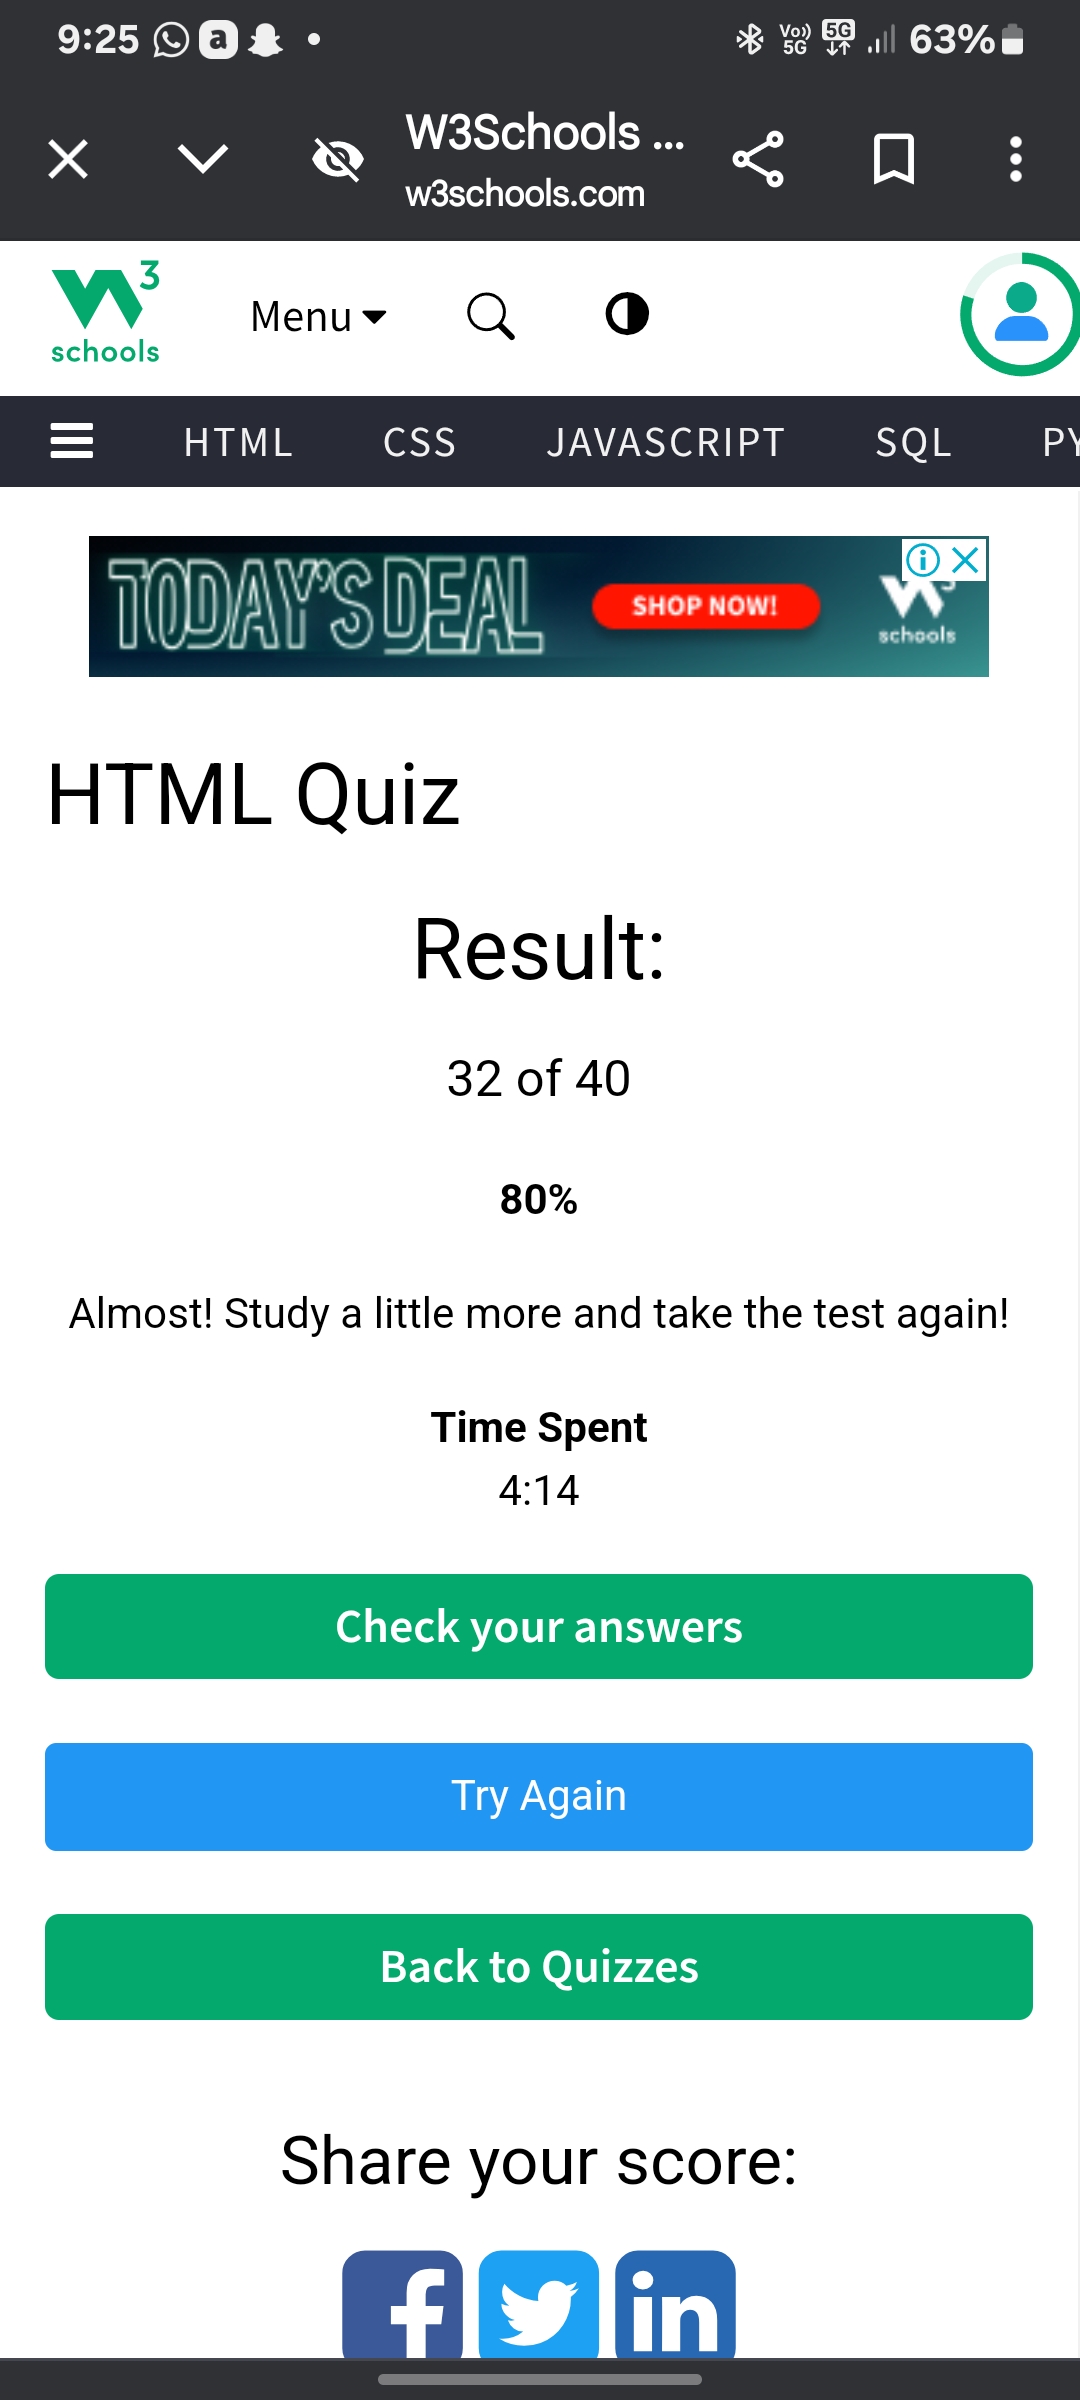 9:25
Vo)) 5G
5G
63%
W3Schools ...
w3schools.com
3
schools
Menu
HTML CSS JAVASCRIPT SQL PY
TODAY'S DEAL SHOP NOW! schools
HTML Quiz
Result:
32 of 40
80%
Almost! Study a little more and take the test again!
Time Spent
4:14
Check your answers
Try Again
Back to Quizzes
Share your score:
f in